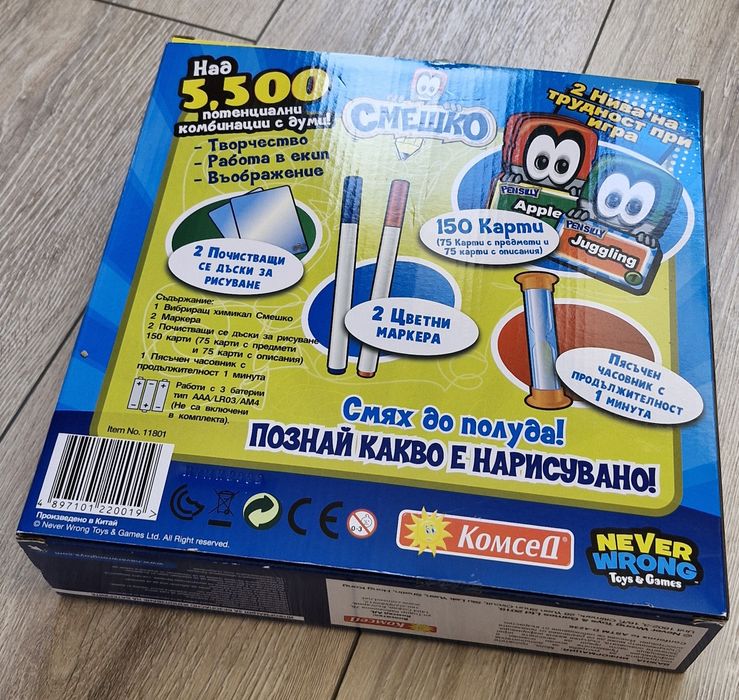 Над
5,500
потенциални
комбинации с думи!
- Творчество
- Работа в екип
- Въображение
СМЕШКО
2 Нива на
трудност при
игра
PENSILLY
Apple
PENSILLY
Juggling
150 Карти
(75 Карти с предмети и
75 карти с описания)
2 Почистващи
се дъски за
рисуване
2 Цветни
маркера
Пясъчен
часовник с
продължителност
1 минута
Съдържание:
1 Вибриращ химикал Смешко
2 Маркера
2 Почистващи се дъски за рисуване
150 карти (75 карти с предмети
и 75 карти с описания)
1 Пясъчен часовник с
продължителност 1 минута
Работи с 3 батерии
тип AAA/LR03/AM4
(Не са включени
в комплекта).
Смях до полуда!
ПОЗНАЙ КАКВО Е НАРИСУВАНО!
Item No. 11801
4 897101 220019 >
Произведено в Китай
© Never Wrong Toys & Games Ltd. All Right reserved.
CE
0-3
КомсеД®
NEVER
WRONG
Toys & Games
КомсеД